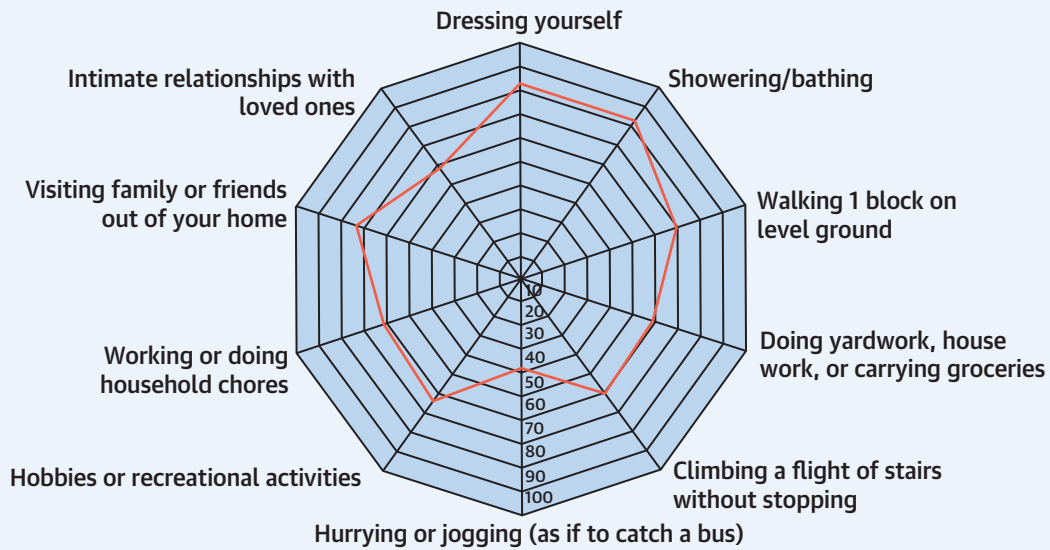 Dressing yourself
Intimate relationships with
loved ones
Showering/bathing
Visiting family or friends
out of your home
Walking 1 block on
level ground
10
20
30
40
50
60
70
80
90
100
Working or doing
household chores
Doing yardwork, house
work, or carrying groceries
Hobbies or recreational activities
Climbing a flight of stairs
without stopping
Hurrying or jogging (as if to catch a bus)